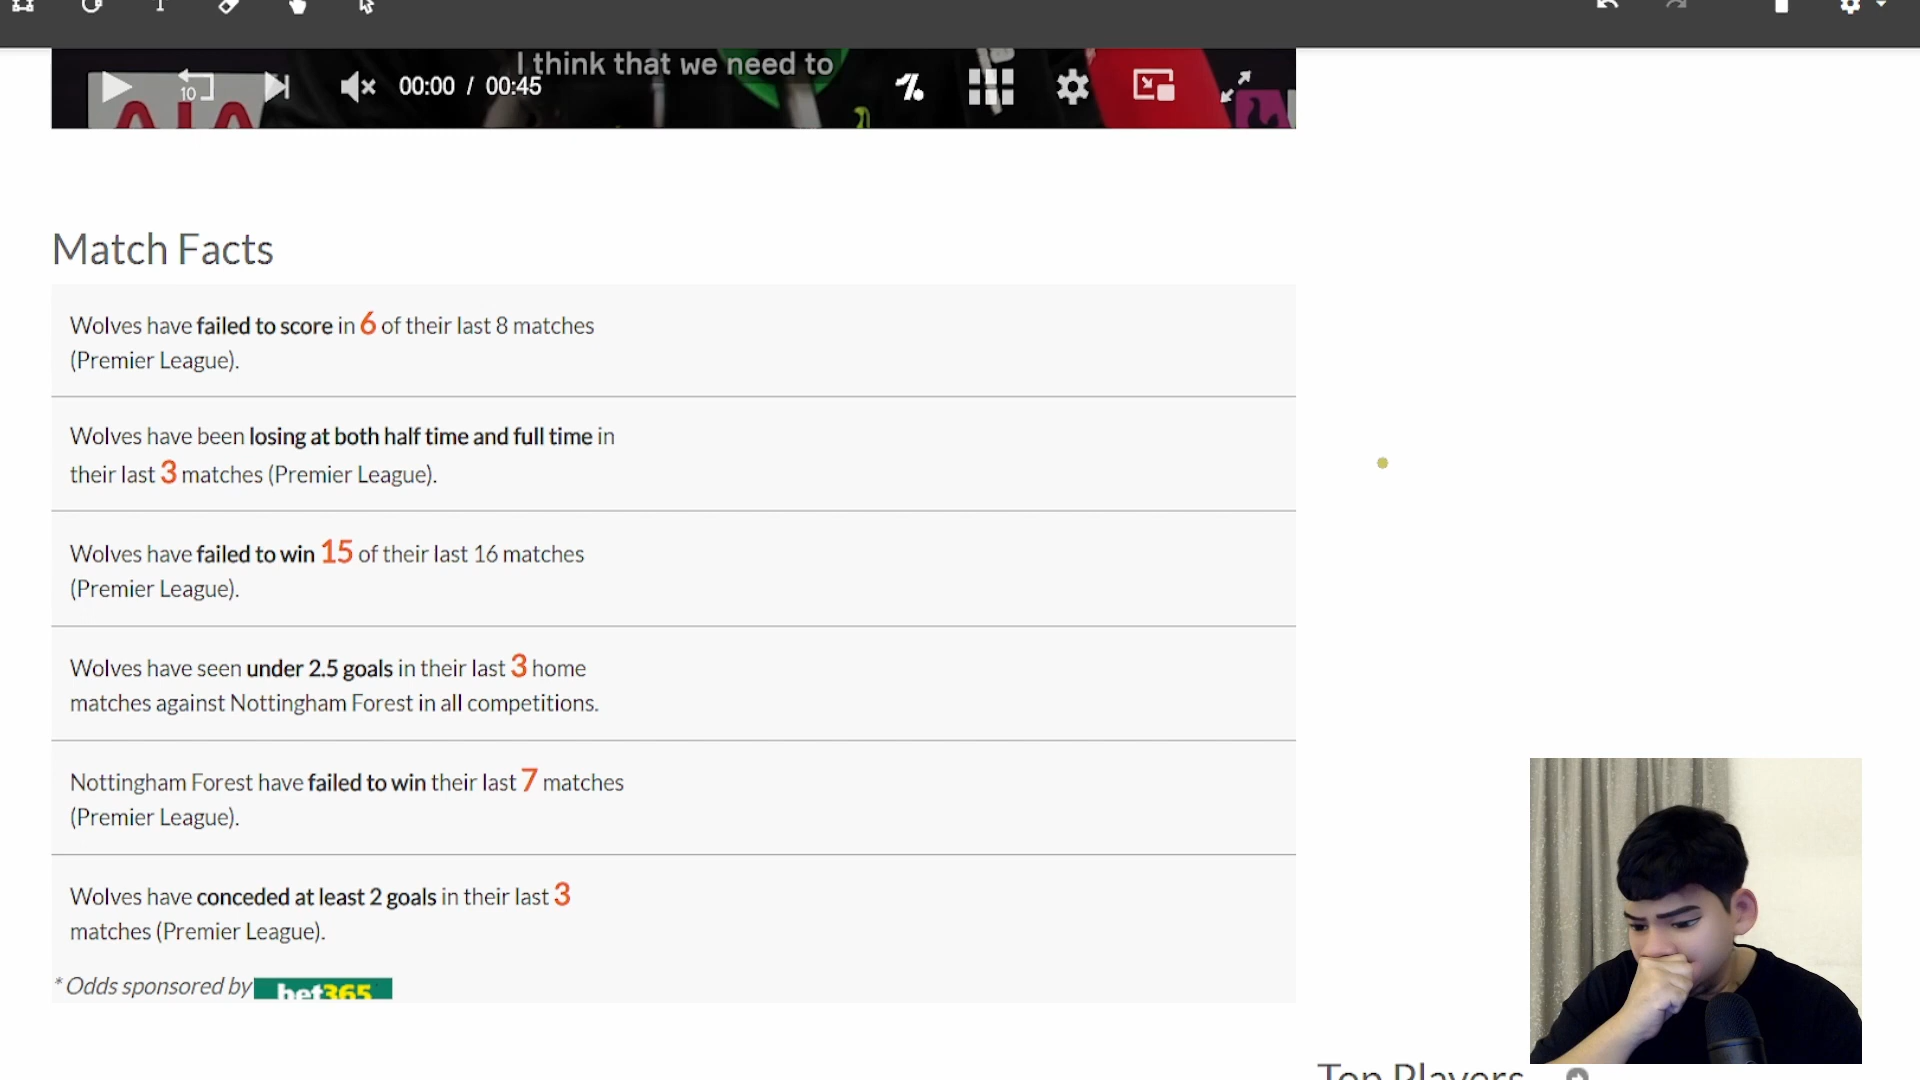 I think that we need to
10
00:00 / 00:45
AIA
Match Facts
Wolves have failed to score in 6 of their last 8 matches
(Premier League).
Wolves have been losing at both half time and full time in
their last 3 matches (Premier League).
Wolves have failed to win 15 of their last 16 matches
(Premier League).
Wolves have seen under 2.5 goals in their last 3 home
matches against Nottingham Forest in all competitions.
Nottingham Forest have failed to win their last 7 matches
(Premier League).
Wolves have conceded at least 2 goals in their last 3
matches (Premier League).
* Odds sponsored by bet365
Top Players